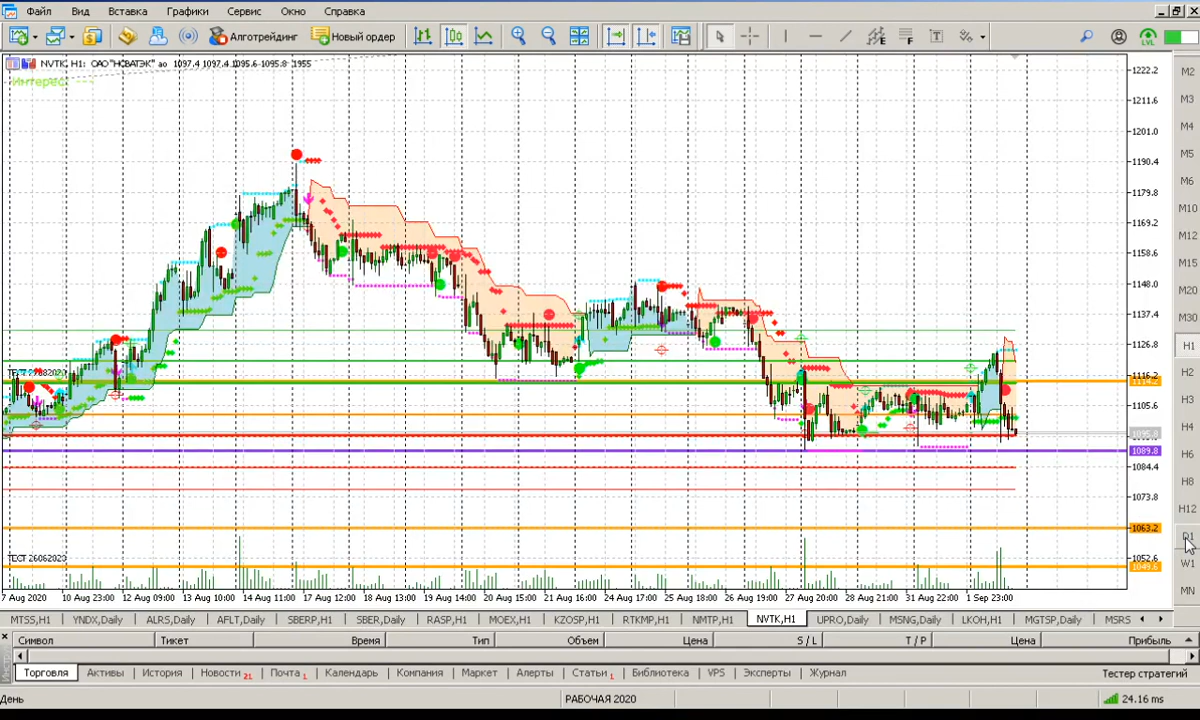 Файл Вид Вставка Графики Сервис Окно Справка
Алготрейдинг Новый ордер
NVTK, H1: ОАО "НОВАТЭК" ао 1097.4 1097.4 1095.6 1095.8 1955
Интерес
1222.2
1211.6
1201.0
1190.4
1179.8
1169.2
1158.6
1148.0
1137.4
1126.8
1116.2
1114.2
1105.6
1095.8
1089.8
1084.4
1073.8
1063.2
1052.6
1049.6
M2
M3
M4
M5
M6
M10
M12
M15
M20
M30
H1
H2
H3
H4
H6
H8
H12
D1
W1
MN
ТЕСТ 26062020
7 Aug 2020 10 Aug 23:00 12 Aug 09:00 13 Aug 10:00 14 Aug 11:00 17 Aug 12:00 18 Aug 13:00 19 Aug 14:00 20 Aug 15:00 21 Aug 16:00 24 Aug 17:00 25 Aug 18:00 26 Aug 19:00 27 Aug 20:00 28 Aug 21:00 31 Aug 22:00 1 Sep 23:00
MTSS,H1 YNDX,Daily ALRS,Daily AFLT,Daily SBERP,H1 SBER,Daily RASP,H1 MOEX,H1 KZOSP,H1 RTKMP,H1 NMTP,H1 NVTK,H1 UPRO,Daily MSNG,Daily LKOH,H1 MGTSP,Daily MSRS
Символ Тикет Время Тип Объем Цена S / L T / P Цена Прибыль
Торговля Активы История Новости 21 Почта 1 Календарь Компания Маркет Алерты Статьи 1 Библиотека VPS Эксперты Журнал Тестер стратегий
День РАБОЧАЯ 2020 24.16 ms